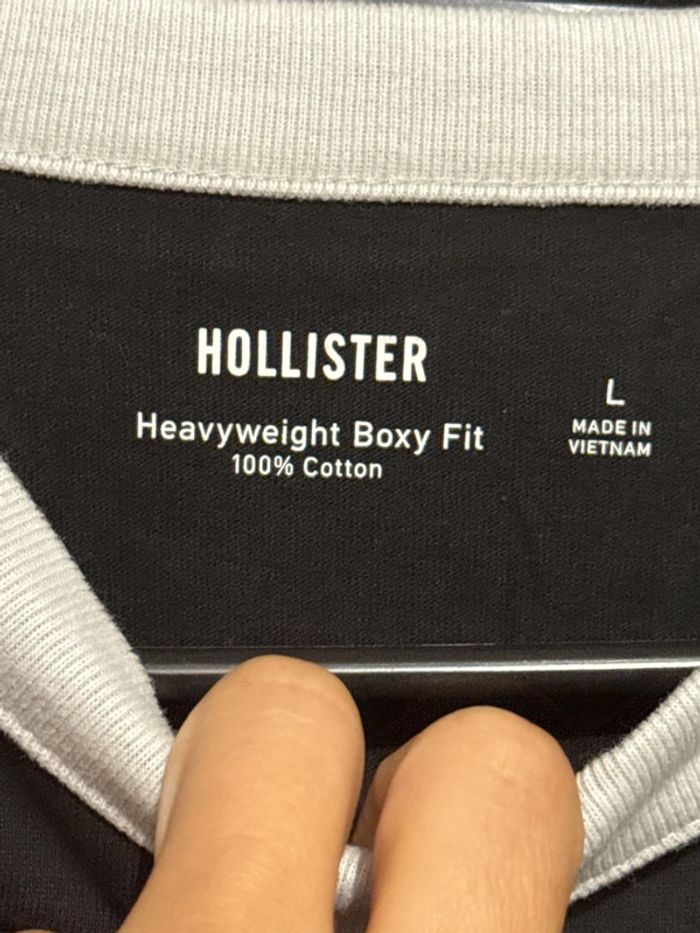 HOLLISTER
Heavyweight Boxy Fit
100% Cotton
L
MADE IN
VIETNAM